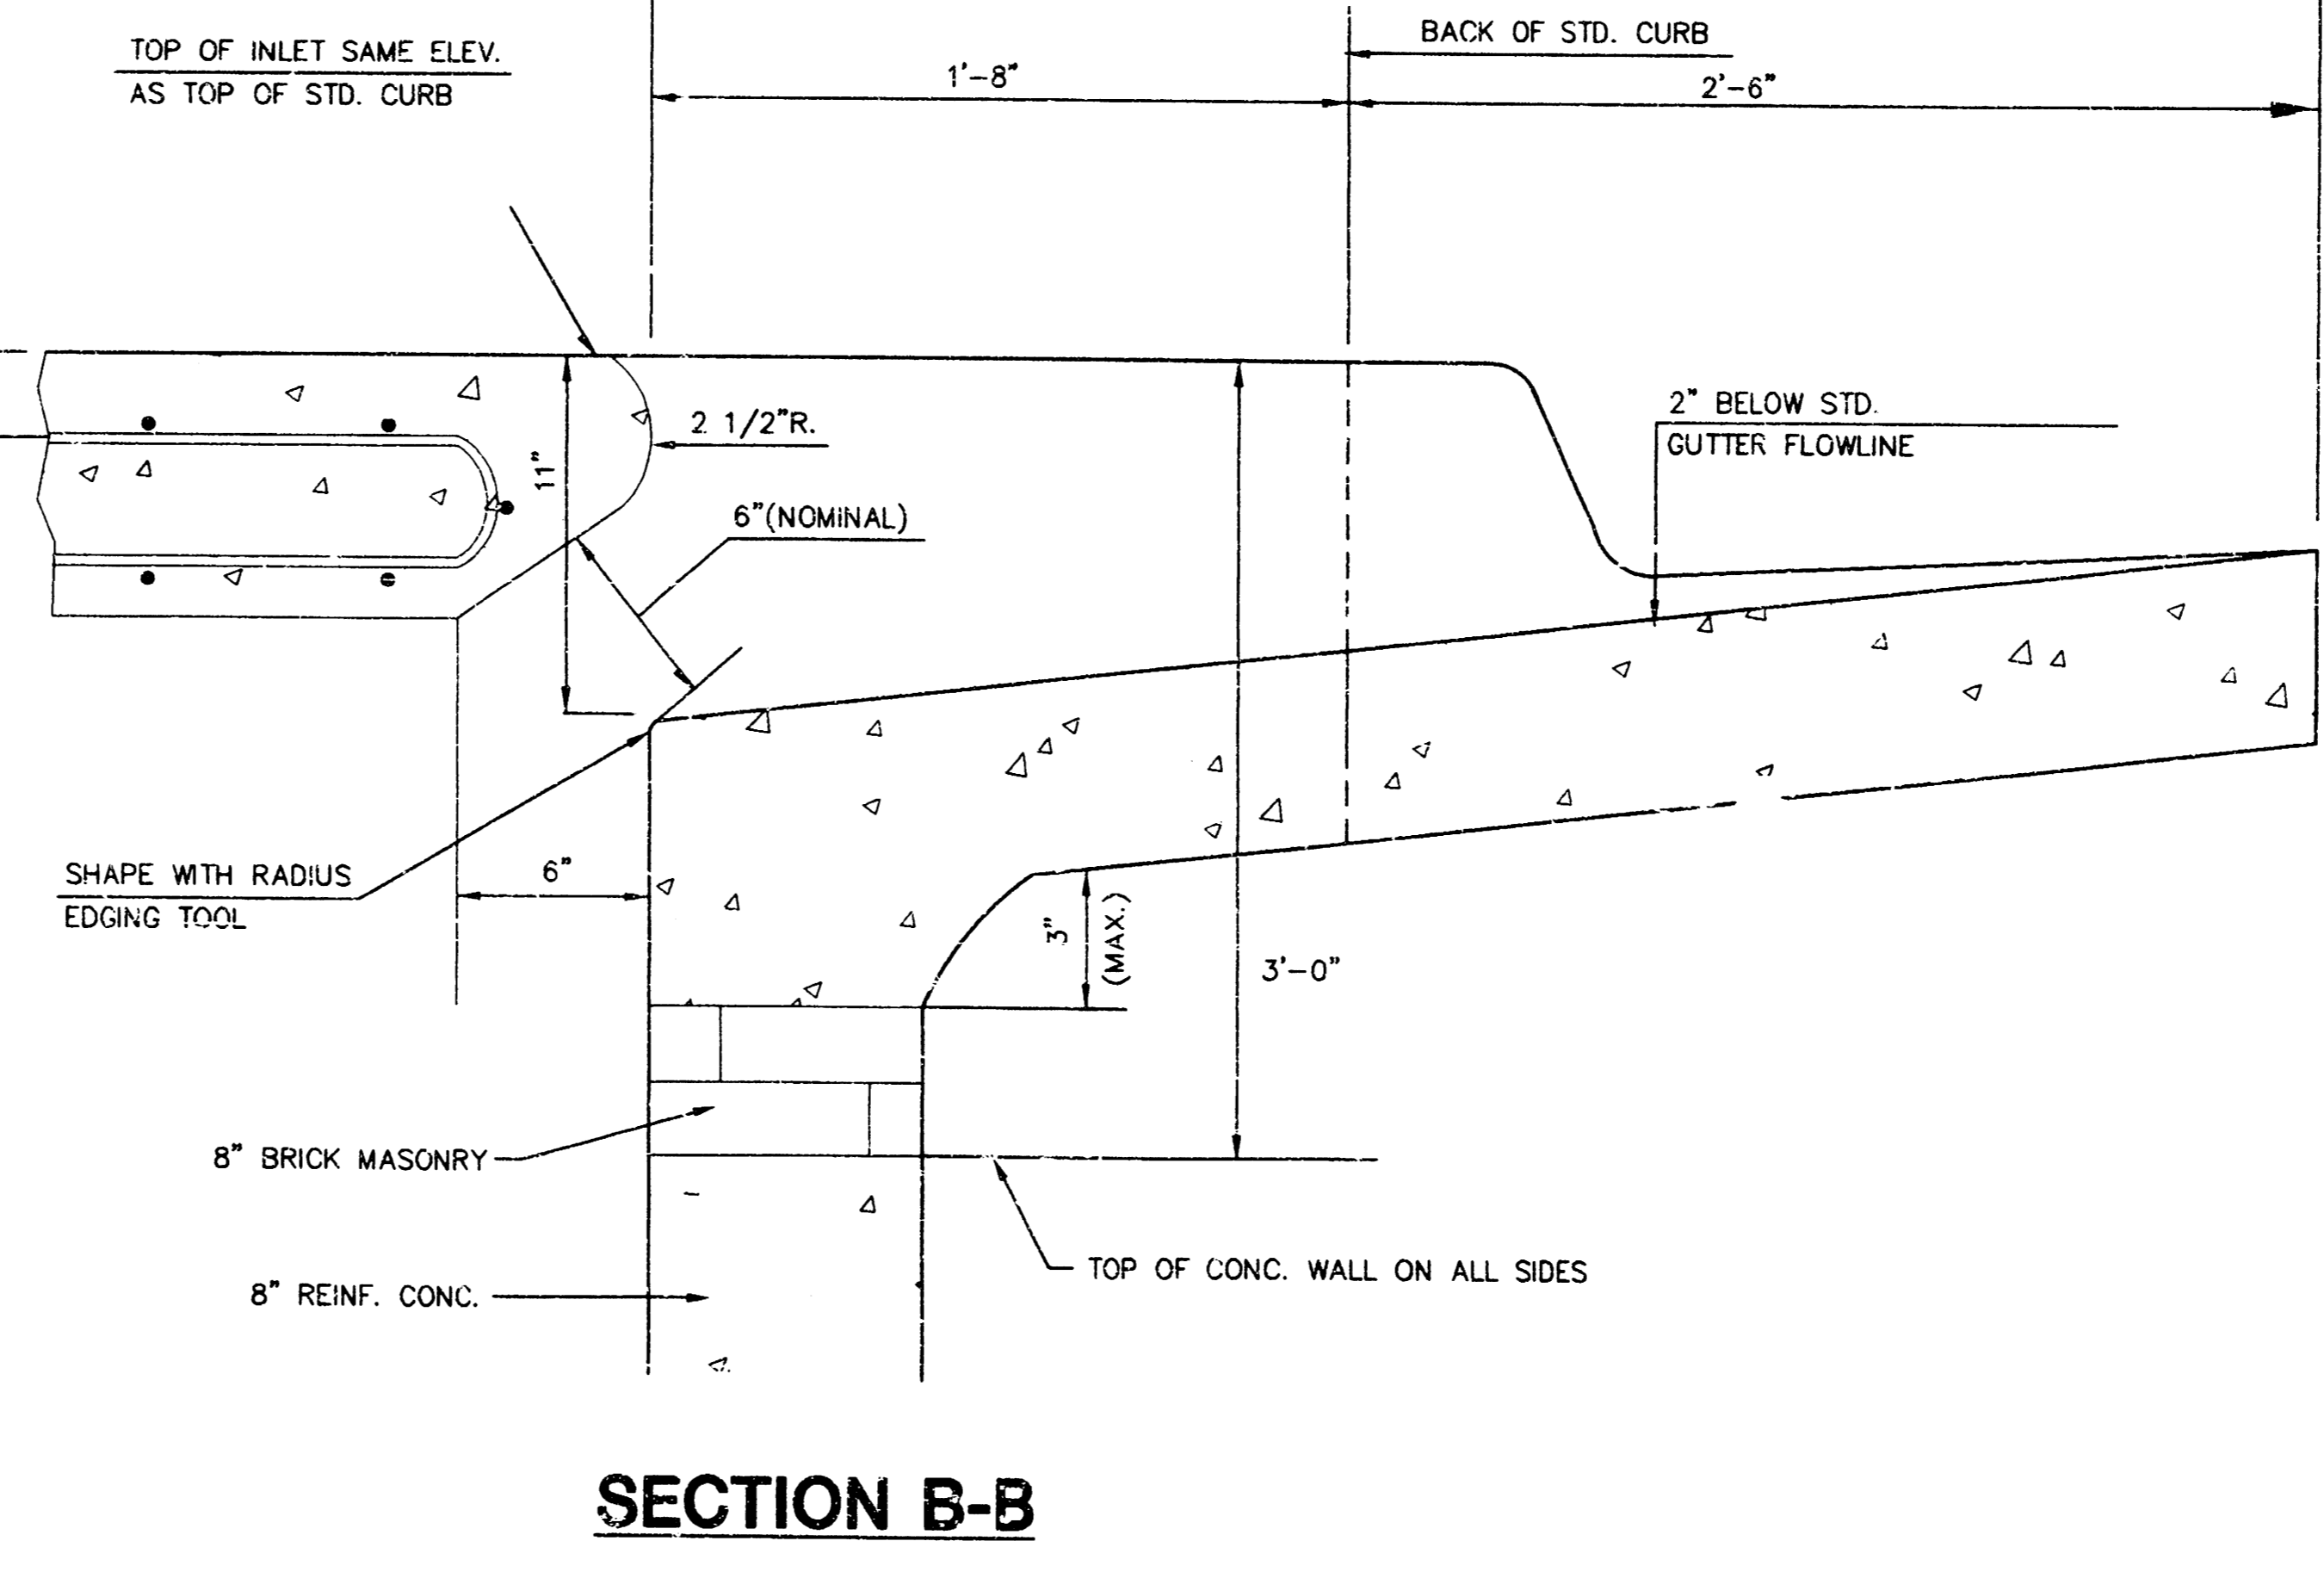 BACK OF STD. CURB
TOP OF INLET SAME ELEV.
AS TOP OF STD. CURB
1'-8"
2'-6"
2" BELOW STD.
GUTTER FLOWLINE
2 1/2"R.
11"
6"(NOMINAL)
SHAPE WITH RADIUS
EDGING TOOL
6"
3"
(MAX.)
3'-0"
8" BRICK MASONRY
TOP OF CONC. WALL ON ALL SIDES
8" REINF. CONC.
SECTION B-B